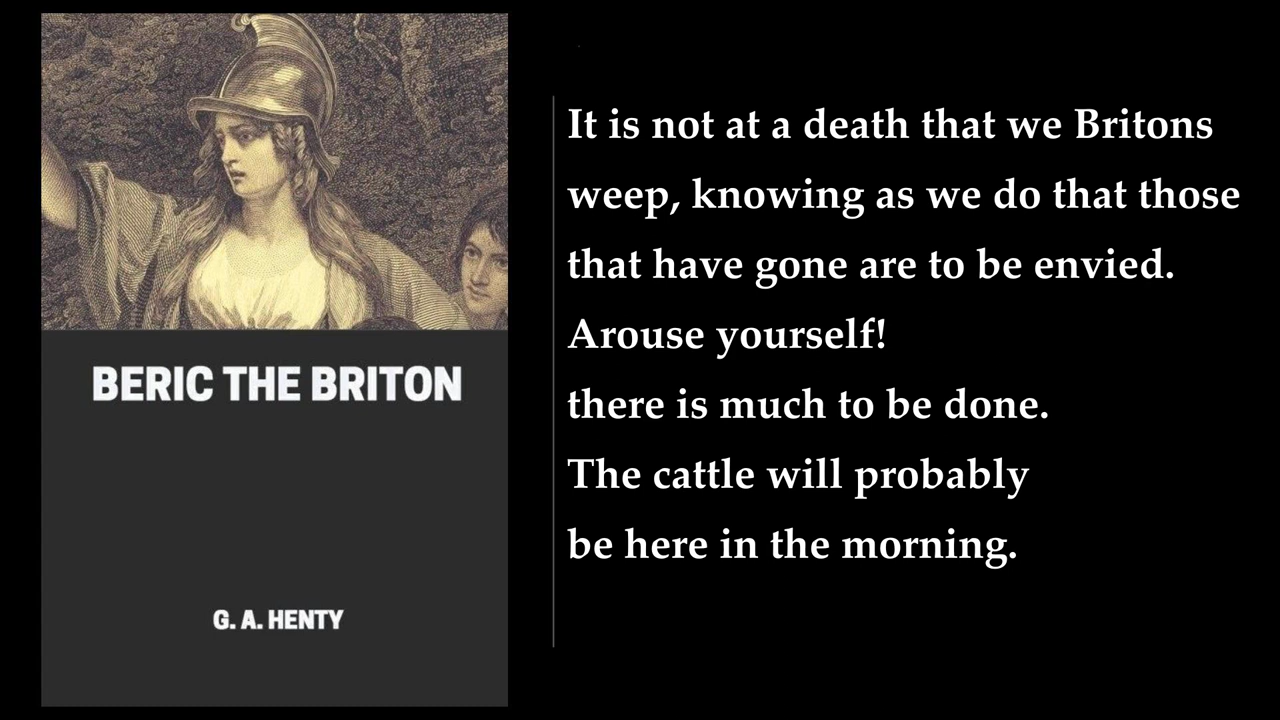 BERIC THE BRITON
G. A. HENTY
It is not at a death that we Britons
weep, knowing as we do that those
that have gone are to be envied.
Arouse yourself!
there is much to be done.
The cattle will probably
be here in the morning.